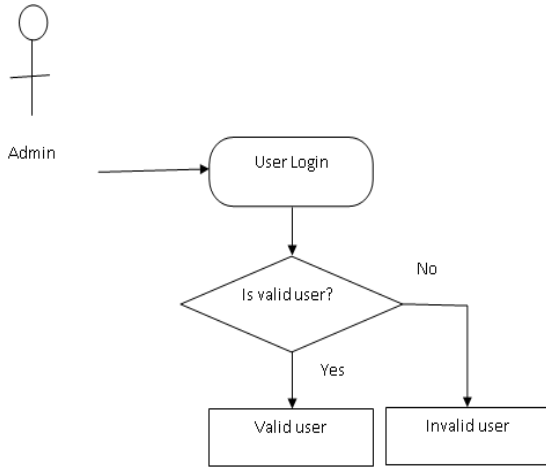 Admin
User Login
Is valid user?
No
Yes
Valid user
Invalid user